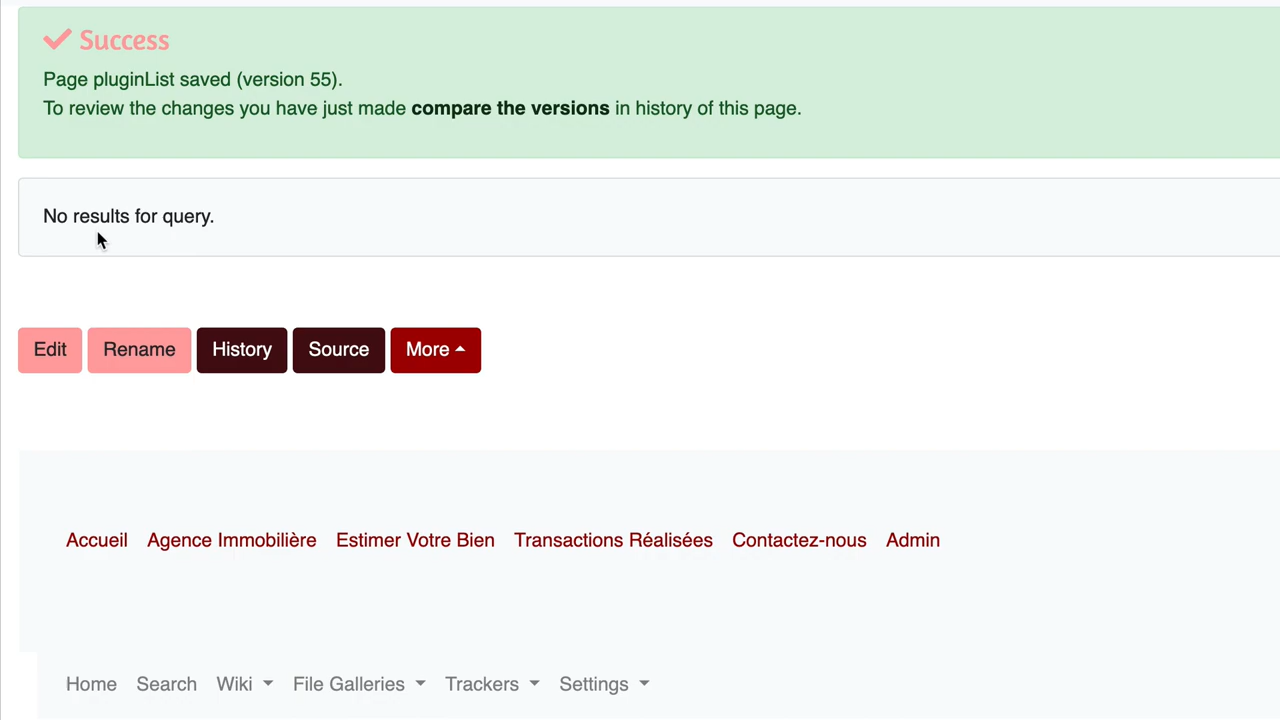 Success
Page pluginList saved (version 55).
To review the changes you have just made compare the versions in history of this page.
No results for query.
Edit Rename History Source More
Accueil Agence Immobilière Estimer Votre Bien Transactions Réalisées Contactez-nous Admin
Home Search Wiki File Galleries Trackers Settings